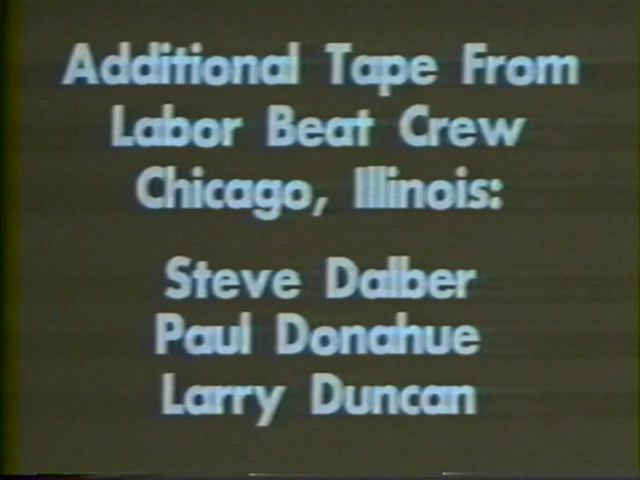 Additional Tape From
Labor Beat Crew
Chicago, Illinois:
Steve Dalber
Paul Donahue
Larry Duncan